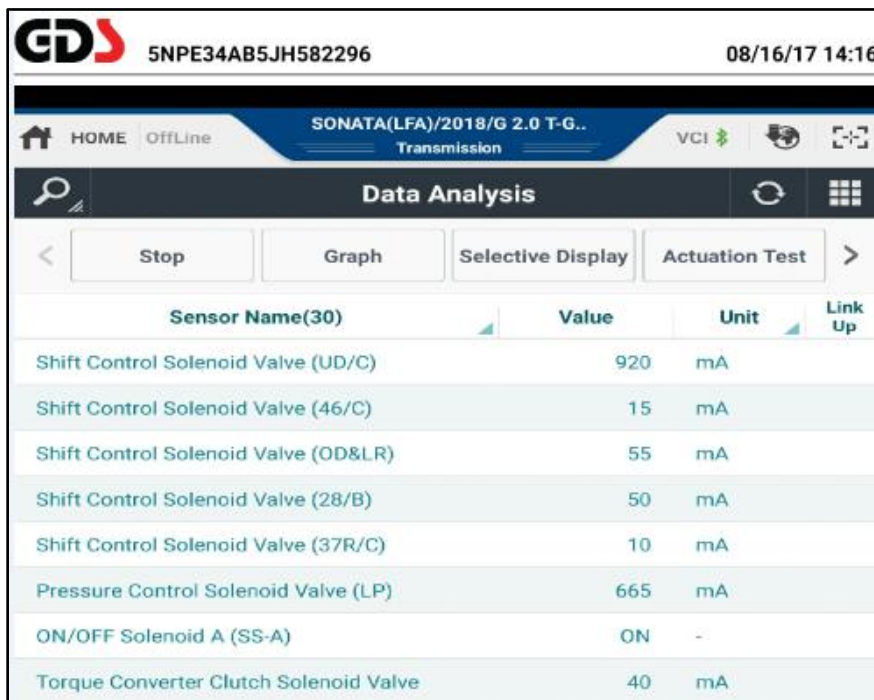 GDS 5NPE34AB5JH582296 08/16/17 14:16
HOME OffLine SONATA(LFA)/2018/G 2.0 T-G.. VCI
Transmission
Data Analysis
< Stop Graph Selective Display Actuation Test >
Sensor Name(30) Value Unit Link Up
Shift Control Solenoid Valve (UD/C) 920 mA
Shift Control Solenoid Valve (46/C) 15 mA
Shift Control Solenoid Valve (OD&LR) 55 mA
Shift Control Solenoid Valve (28/B) 50 mA
Shift Control Solenoid Valve (37R/C) 10 mA
Pressure Control Solenoid Valve (LP) 665 mA
ON/OFF Solenoid A (SS-A) ON -
Torque Converter Clutch Solenoid Valve 40 mA